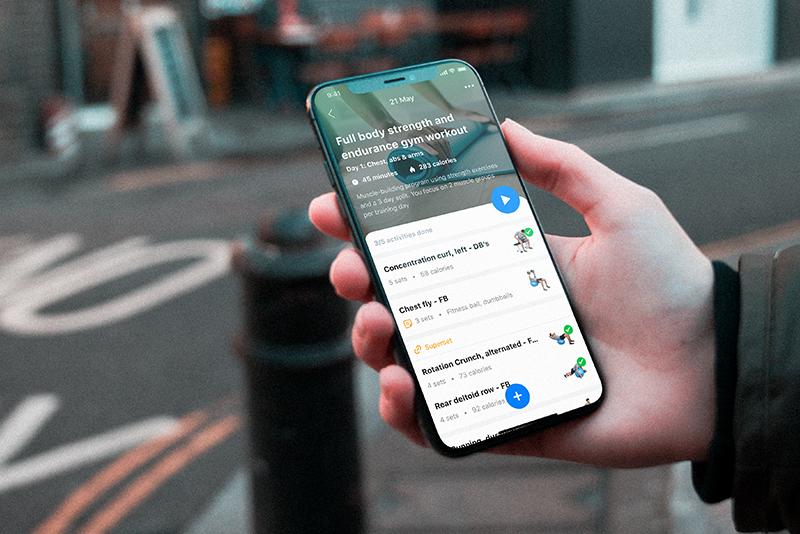 9:41
21 May
Full body strength and
endurance gym workout
Day 1: Chest, abs & arms
45 minutes 283 calories
Muscle-building program using strength exercises
and a 3 day split. You focus on 2 muscle groups
per training day
3/5 activities done
Concentration curl, left - DB's
5 sets • 58 calories
Chest fly - FB
3 sets • Fitness ball, dumbballs
Superset
Rotation Crunch, alternated - F...
4 sets • 73 calories
Rear deltoid row - FB
4 sets • 92 calories